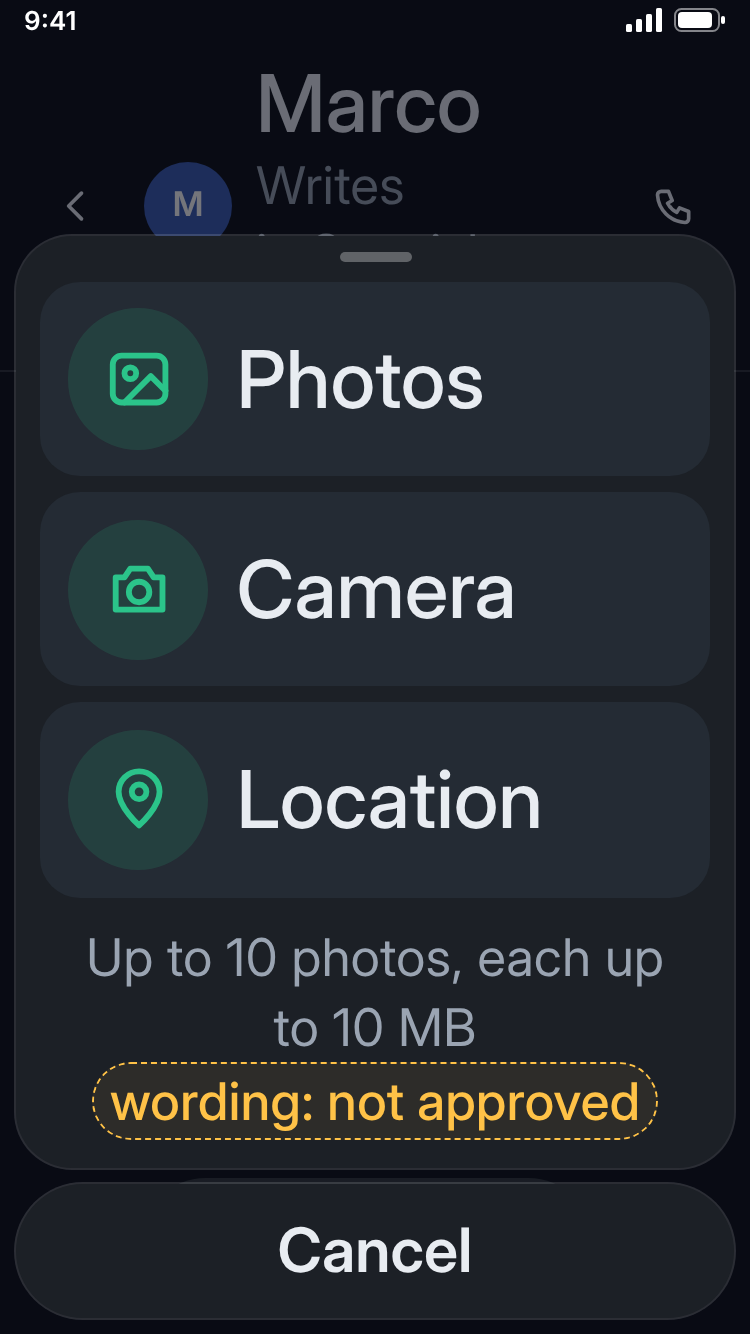 9:41
Marco
Writes
M
Photos
Camera
Location
Up to 10 photos, each up
to 10 MB
wording: not approved
Cancel